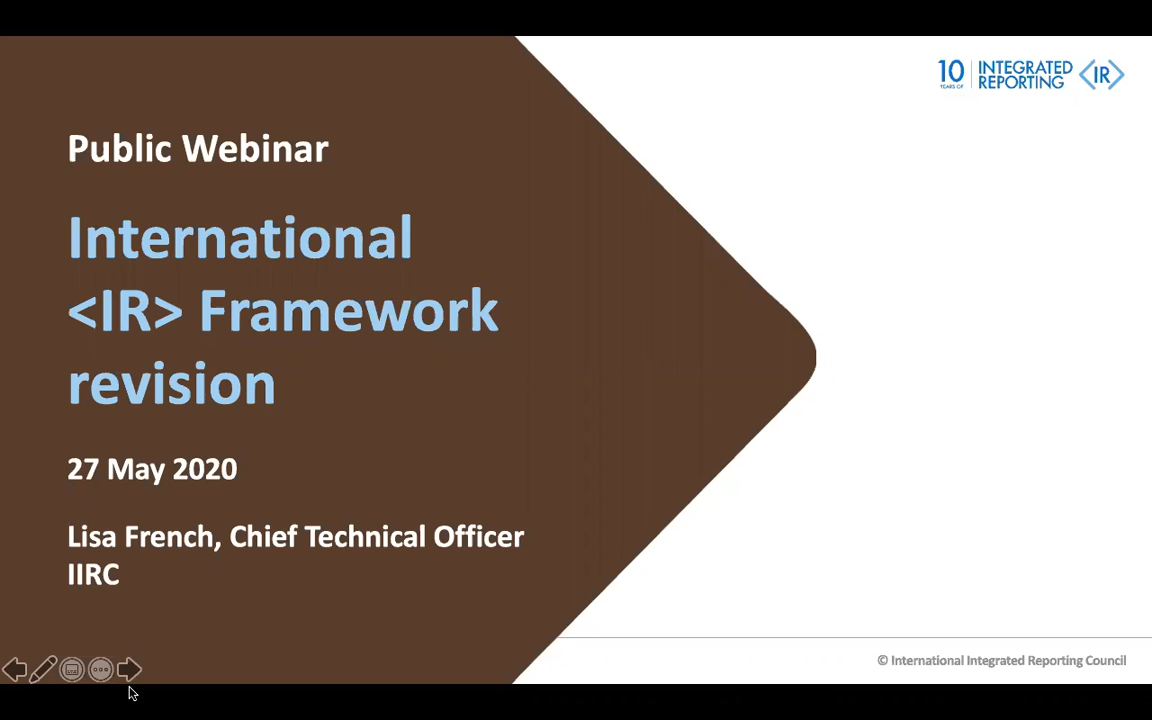 10
YEARS OF
INTEGRATED
REPORTING
<IR>
Public Webinar
International
<IR> Framework
revision
27 May 2020
Lisa French, Chief Technical Officer
IIRC
© International Integrated Reporting Council